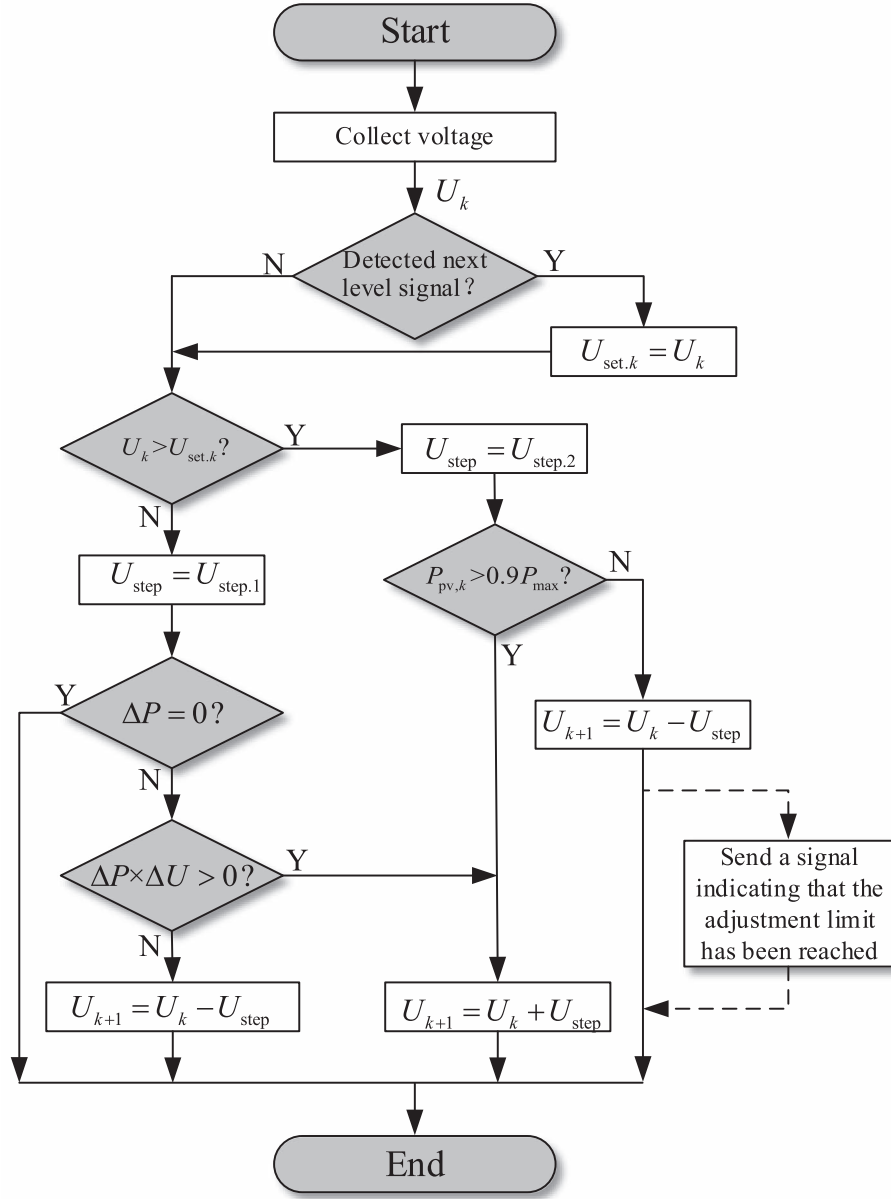 Start
Collect voltage
U_k
Detected next
level signal?
N
Y
U_set.k = U_k
U_k > U_set.k?
Y
N
U_step = U_step.2
U_step = U_step.1
P_pv,k > 0.9P_max?
N
Y
ΔP = 0?
Y
N
U_k+1 = U_k − U_step
ΔP×ΔU > 0?
Y
N
Send a signal
indicating that the
adjustment limit
has been reached
U_k+1 = U_k − U_step
U_k+1 = U_k + U_step
End